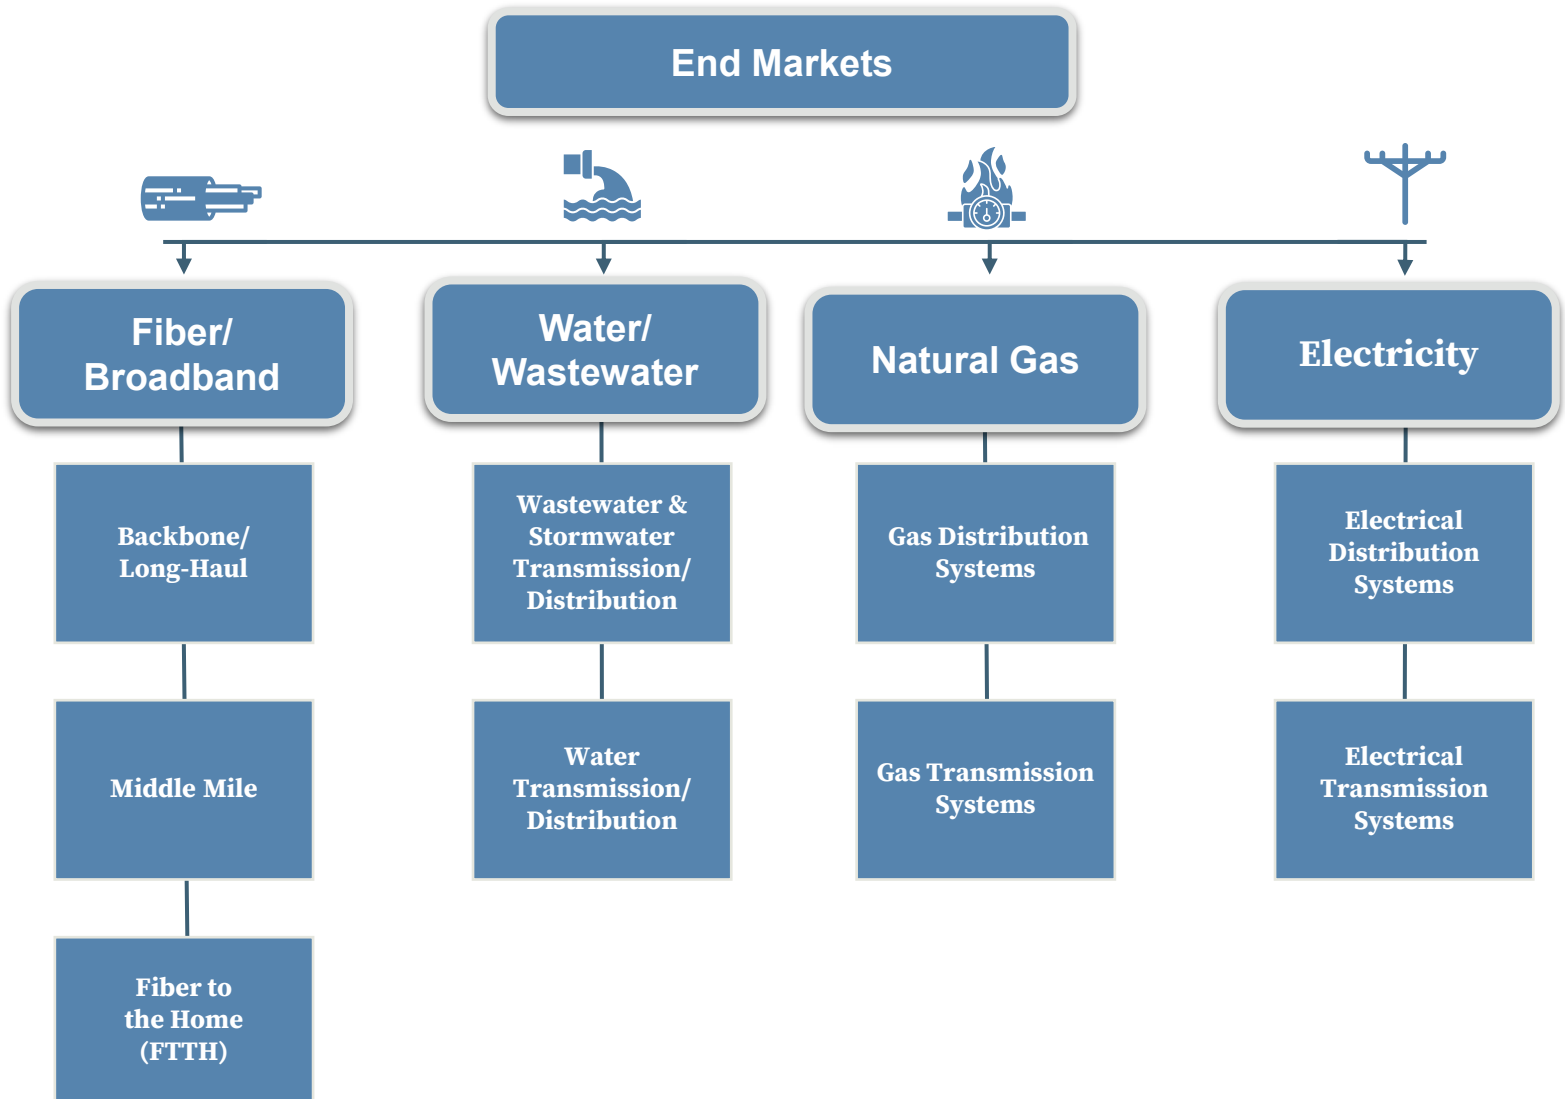 End Markets
Fiber/
Broadband
Water/
Wastewater
Natural Gas
Electricity
Backbone/
Long-Haul
Wastewater &
Stormwater
Transmission/
Distribution
Gas Distribution
Systems
Electrical
Distribution
Systems
Middle Mile
Water
Transmission/
Distribution
Gas Transmission
Systems
Electrical
Transmission
Systems
Fiber to
the Home
(FTTH)